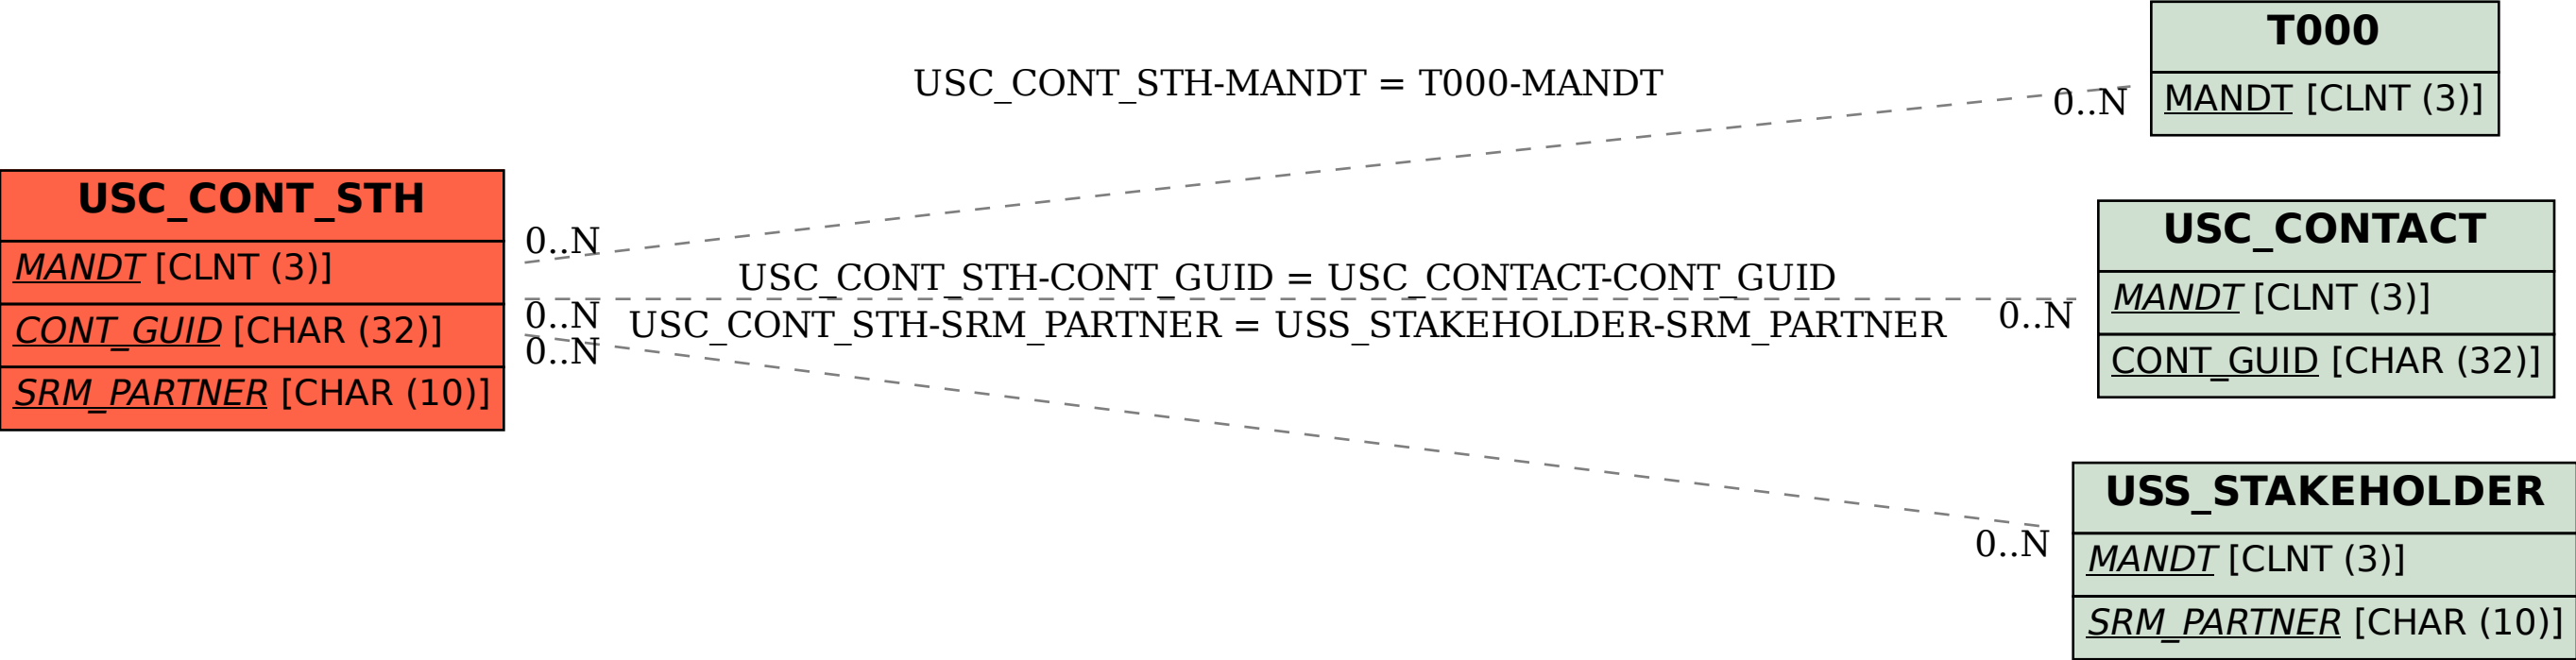 T000
MANDT [CLNT (3)]
USC_CONT_STH-MANDT = T000-MANDT
0..N
USC_CONT_STH
MANDT [CLNT (3)]
CONT_GUID [CHAR (32)]
SRM_PARTNER [CHAR (10)]
0..N
USC_CONT_STH-CONT_GUID = USC_CONTACT-CONT_GUID
0..N
0..N
USC_CONT_STH-SRM_PARTNER = USS_STAKEHOLDER-SRM_PARTNER
0..N
USC_CONTACT
MANDT [CLNT (3)]
CONT_GUID [CHAR (32)]
0..N
USS_STAKEHOLDER
MANDT [CLNT (3)]
SRM_PARTNER [CHAR (10)]